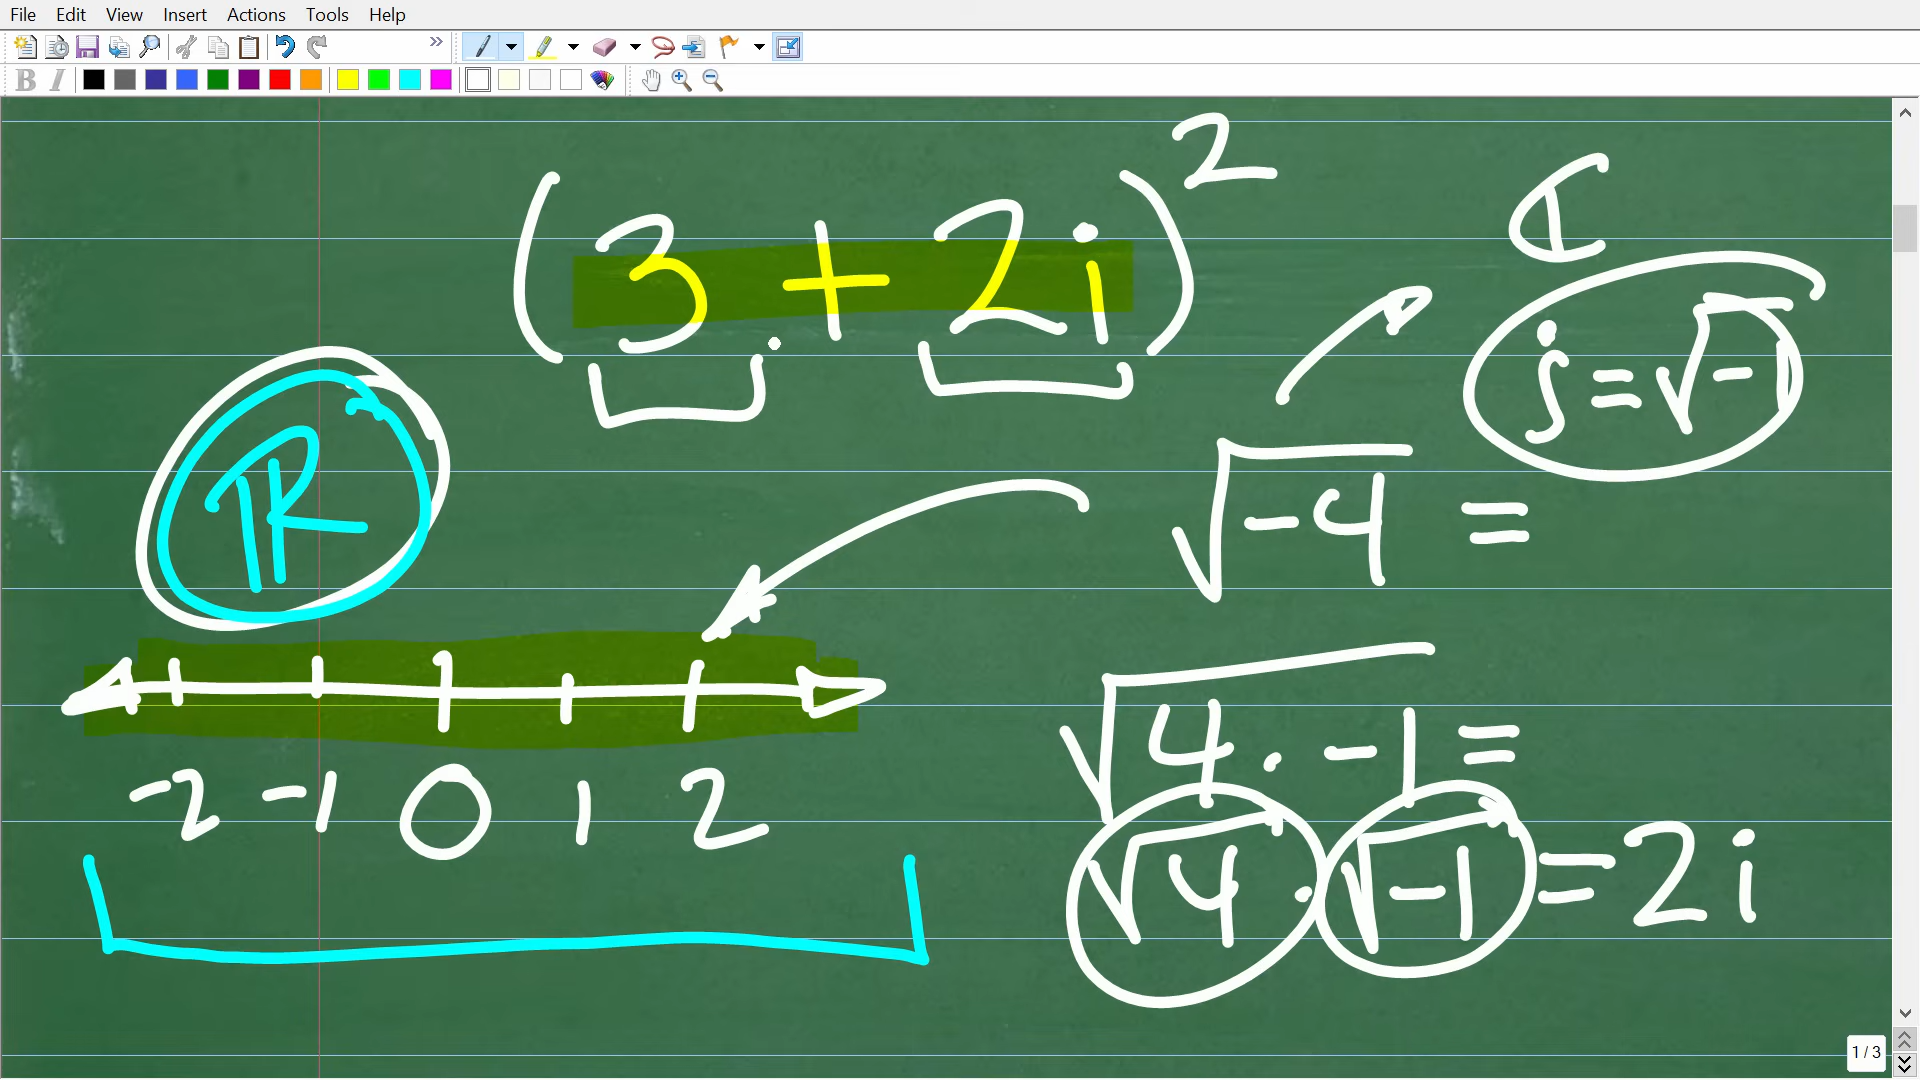 File Edit View Insert Actions Tools Help
B I
(3 + 2i)²
ℂ
i = √-1
ℝ
√-4 =
√4 · -1 =
-2 -1 0 1 2
√4 · √-1 = 2i
1 / 3